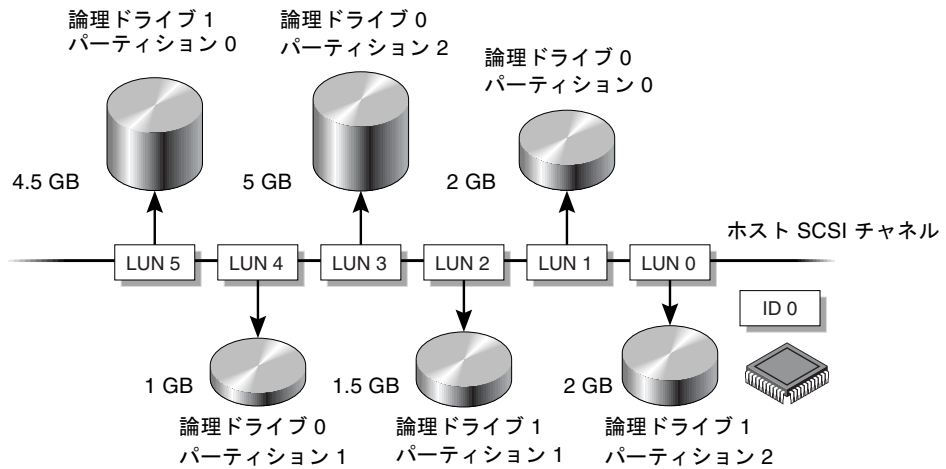 論理ドライブ 1
パーティション 0
論理ドライブ 0
パーティション 2
論理ドライブ 0
パーティション 0
4.5 GB
5 GB
2 GB
ホスト SCSI チャネル
LUN 5
LUN 4
LUN 3
LUN 2
LUN 1
LUN 0
ID 0
1 GB
1.5 GB
2 GB
論理ドライブ 0
パーティション 1
論理ドライブ 1
パーティション 1
論理ドライブ 1
パーティション 2